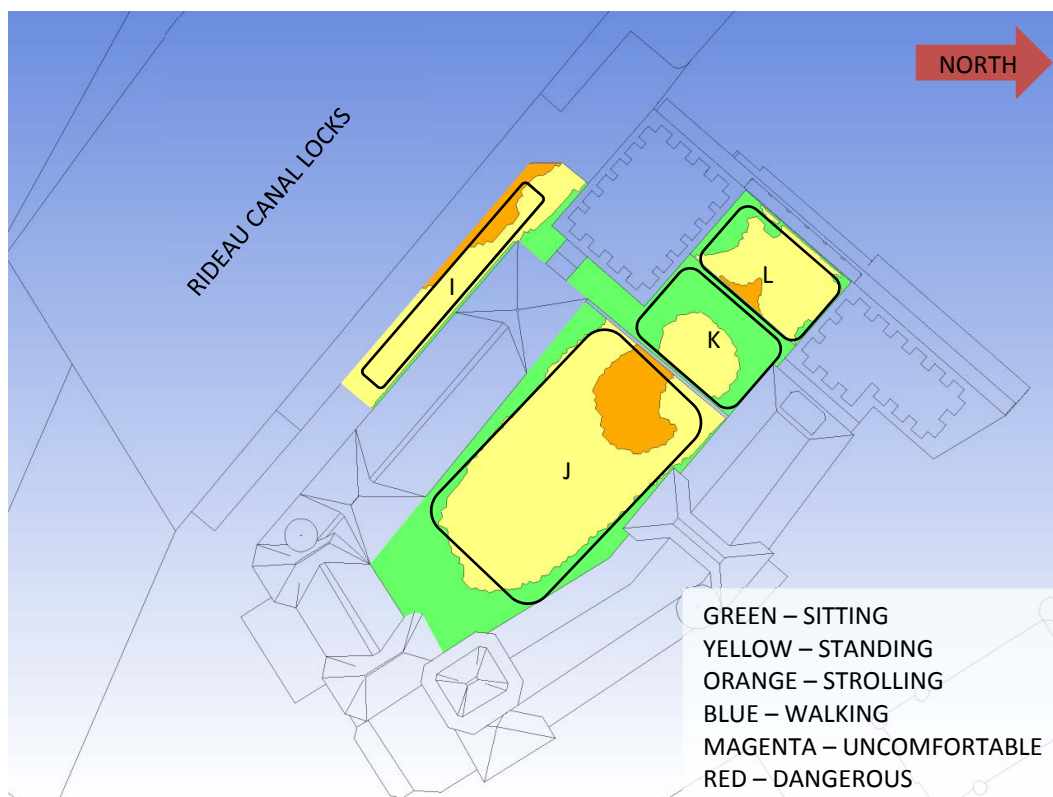 NORTH
RIDEAU CANAL LOCKS
I
L
K
J
GREEN – SITTING
YELLOW – STANDING
ORANGE – STROLLING
BLUE – WALKING
MAGENTA – UNCOMFORTABLE
RED – DANGEROUS